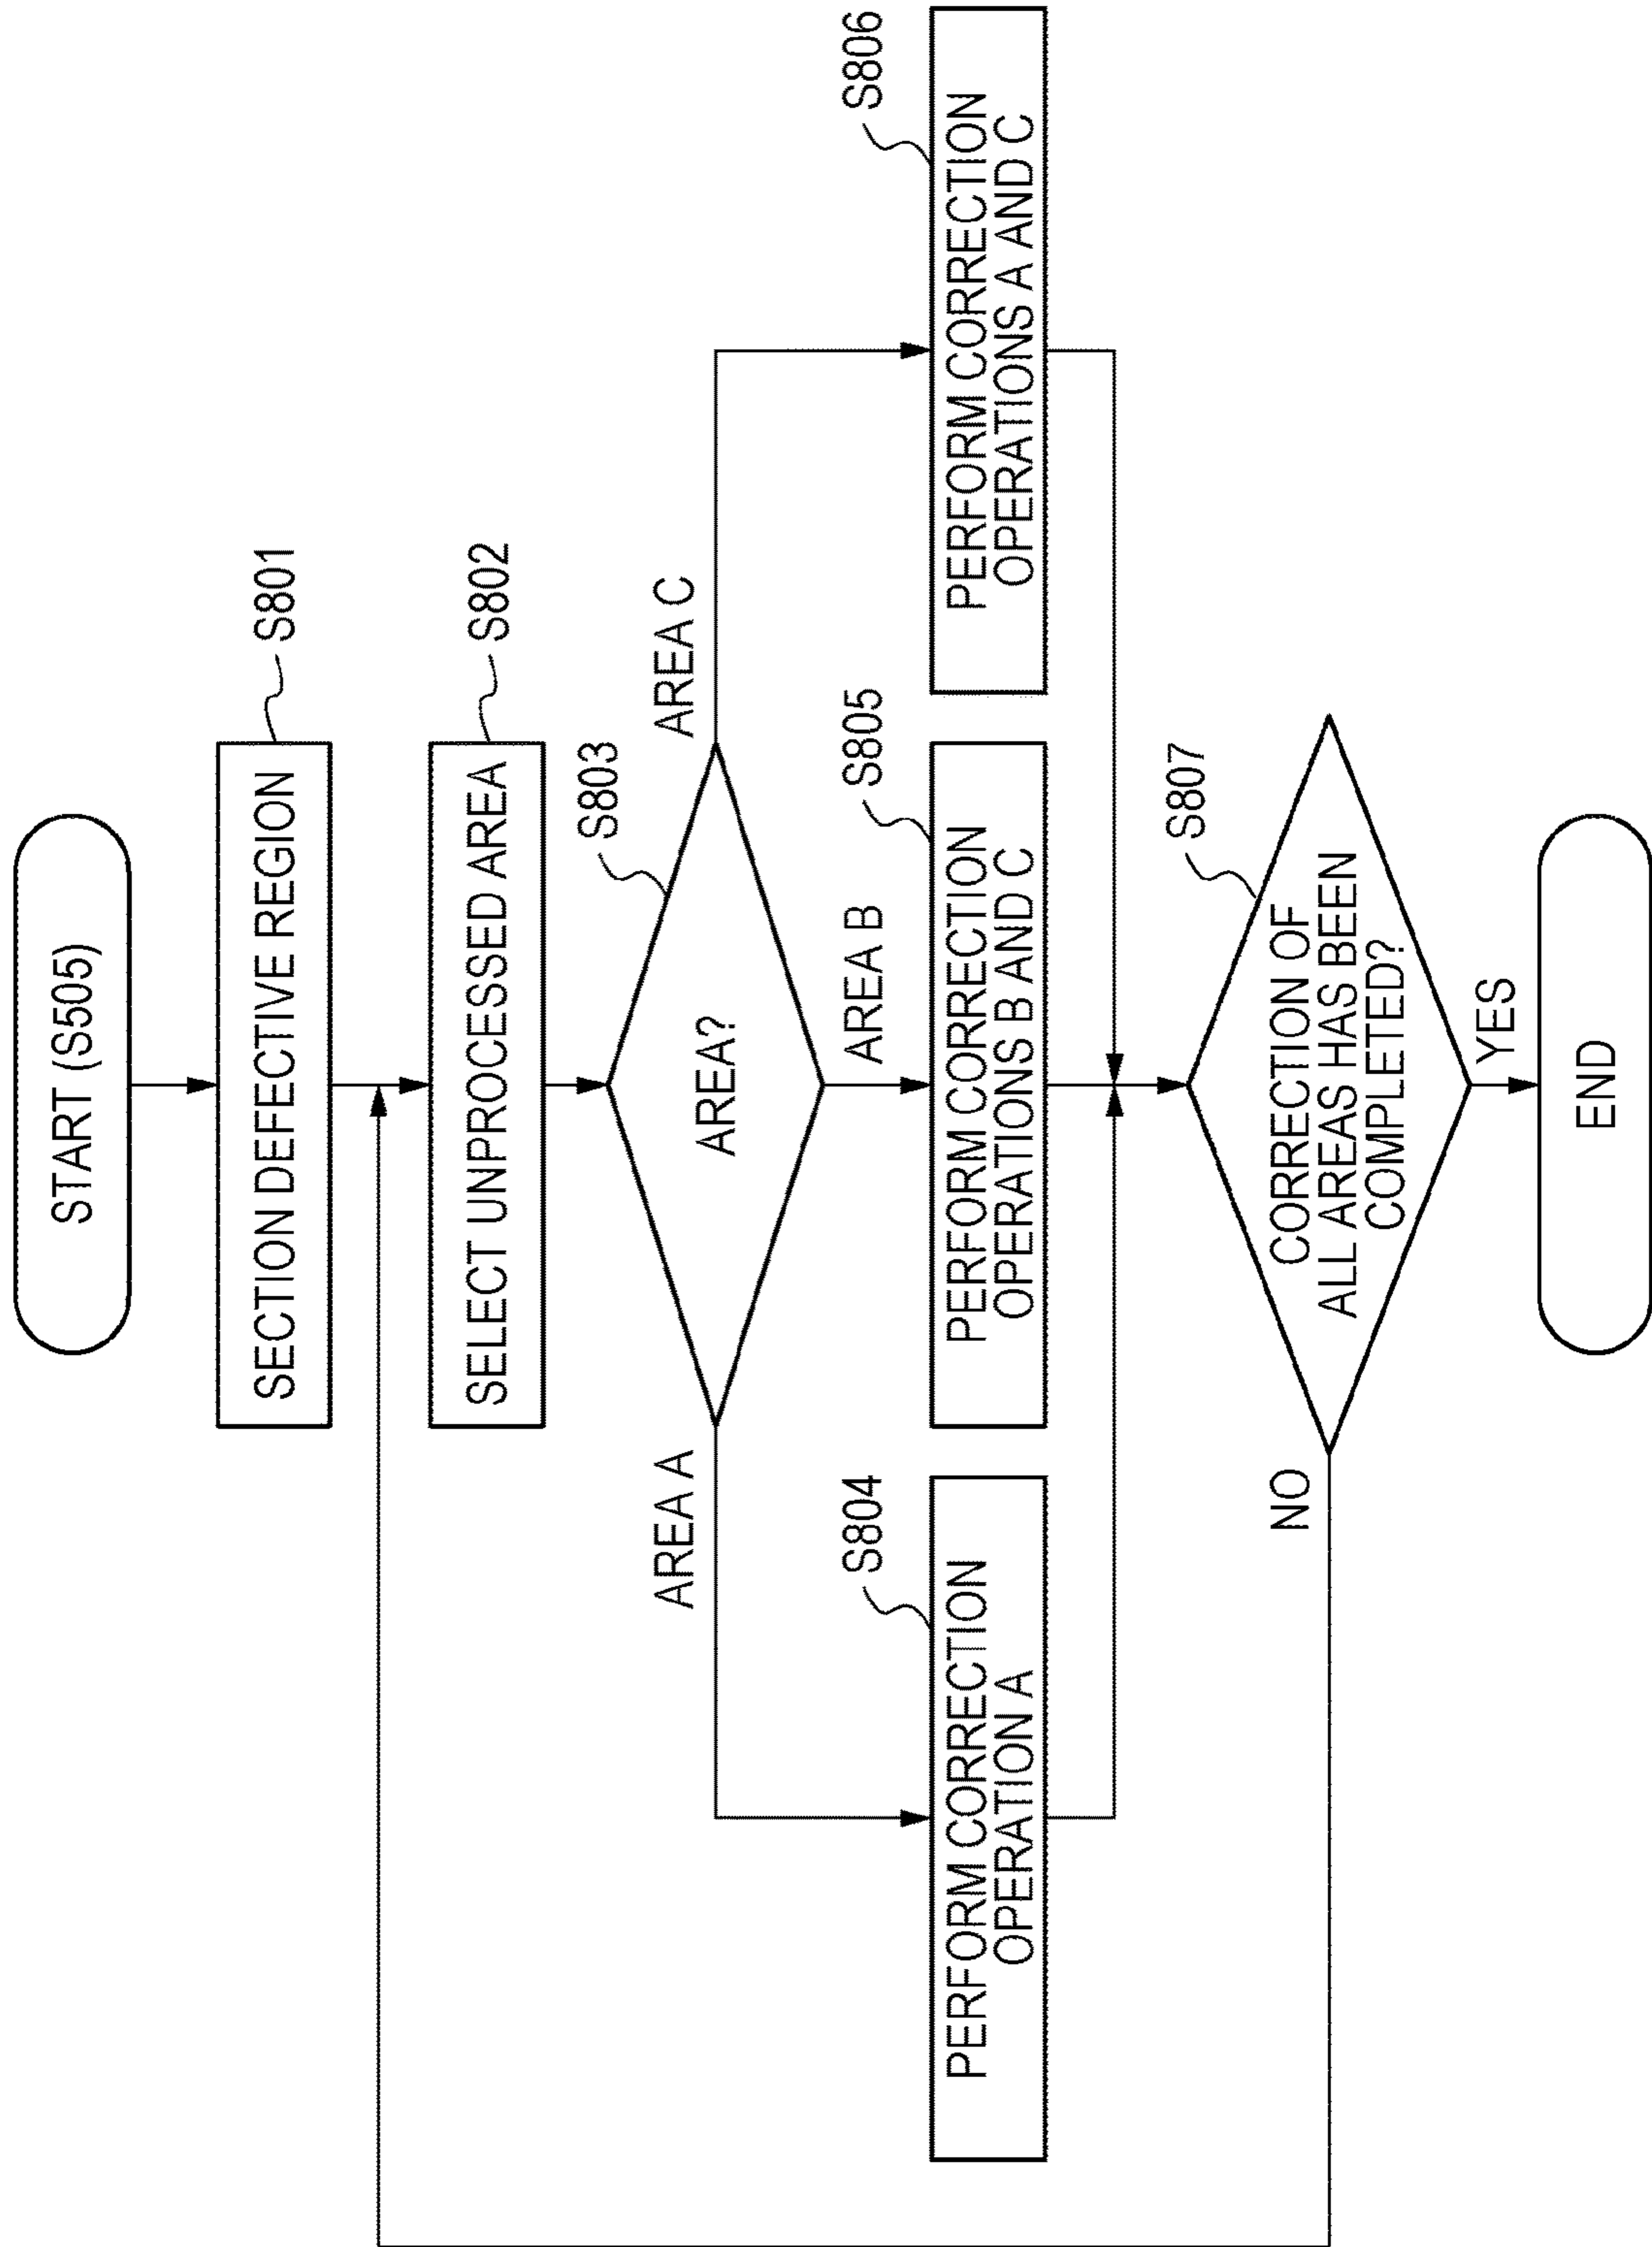 START (S505)
SECTION DEFECTIVE REGION
S801
SELECT UNPROCESSED AREA
S802
AREA?
S803
AREA A
AREA B
AREA C
PERFORM CORRECTION
OPERATION A
S804
PERFORM CORRECTION
OPERATIONS B AND C
S805
PERFORM CORRECTION
OPERATIONS A AND C
S806
CORRECTION OF
ALL AREAS HAS BEEN
COMPLETED?
S807
NO
YES
END